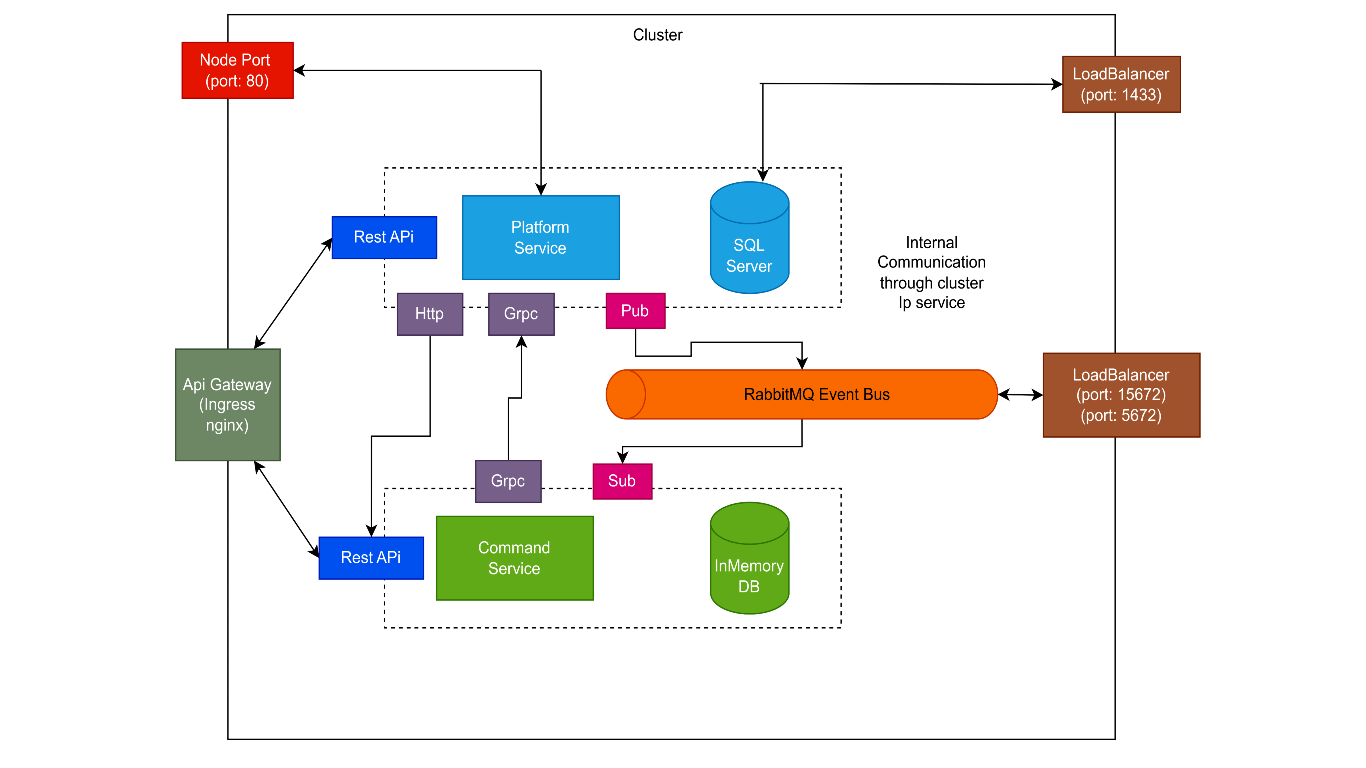 Cluster
Node Port
(port: 80)
LoadBalancer
(port: 1433)
Rest APi
Platform
Service
SQL
Server
Internal
Communication
through cluster
Ip service
Http
Grpc
Pub
Api Gateway
(Ingress
nginx)
RabbitMQ Event Bus
LoadBalancer
(port: 15672)
(port: 5672)
Grpc
Sub
Rest APi
Command
Service
InMemory
DB